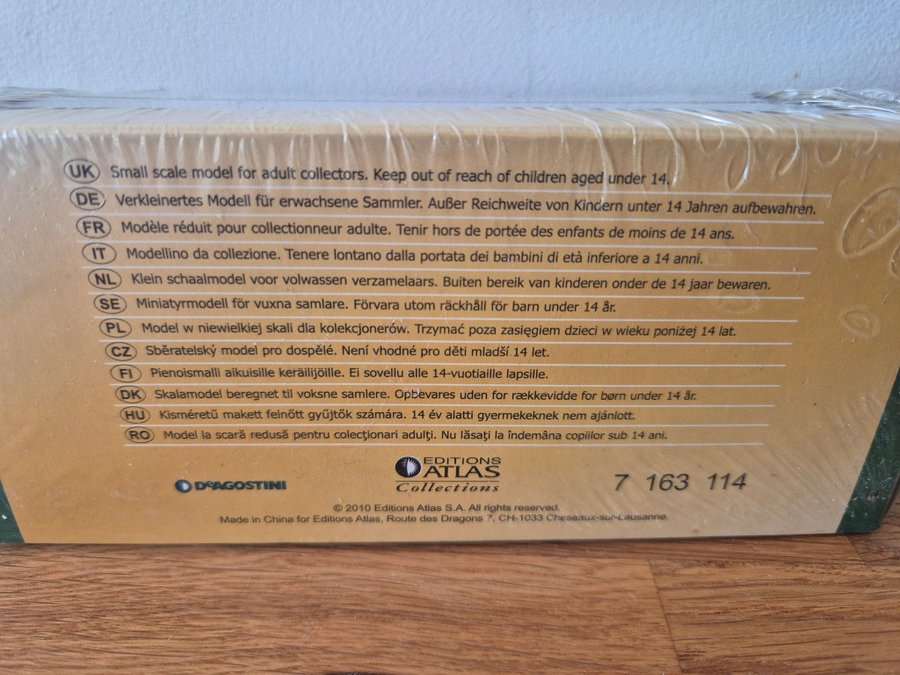 UK Small scale model for adult collectors. Keep out of reach of children aged under 14.
DE Verkleinertes Modell für erwachsene Sammler. Außer Reichweite von Kindern unter 14 Jahren aufbewahren.
FR Modèle réduit pour collectionneur adulte. Tenir hors de portée des enfants de moins de 14 ans.
IT Modellino da collezione. Tenere lontano dalla portata dei bambini di età inferiore a 14 anni.
NL Klein schaalmodel voor volwassen verzamelaars. Buiten bereik van kinderen onder de 14 jaar bewaren.
SE Miniatyrmodell för vuxna samlare. Förvara utom räckhåll för barn under 14 år.
PL Model w niewielkiej skali dla kolekcjonerów. Trzymać poza zasięgiem dzieci w wieku poniżej 14 lat.
CZ Sběratelský model pro dospělé. Není vhodné pro děti mladší 14 let.
FI Pienoismalli aikuisille keräilijöille. Ei sovellu alle 14-vuotiaille lapsille.
DK Skalamodel beregnet til voksne samlere. Opbevares uden for rækkevidde for børn under 14 år.
HU Kisméretű makett felnőtt gyűjtők számára. 14 év alatti gyermekeknek nem ajánlott.
RO Model la scară redusă pentru colecționari adulți. Nu lăsați la îndemâna copiilor sub 14 ani.
DeAGOSTINI
EDITIONS
ATLAS
Collections
7 163 114
© 2010 Editions Atlas S.A. All rights reserved.
Made in China for Editions Atlas, Route des Dragons 7, CH-1033 Cheseaux-sur-Lausanne.